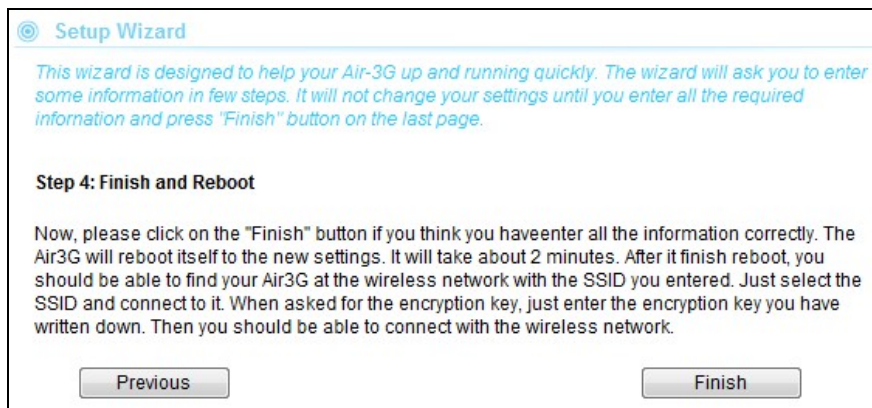 Setup Wizard
This wizard is designed to help your Air-3G up and running quickly. The wizard will ask you to enter
some information in few steps. It will not change your settings until you enter all the required
infornation and press "Finish" button on the last page.
Step 4: Finish and Reboot
Now, please click on the "Finish" button if you think you haveenter all the information correctly. The
Air3G will reboot itself to the new settings. It will take about 2 minutes. After it finish reboot, you
should be able to find your Air3G at the wireless network with the SSID you entered. Just select the
SSID and connect to it. When asked for the encryption key, just enter the encryption key you have
written down. Then you should be able to connect with the wireless network.
Previous Finish